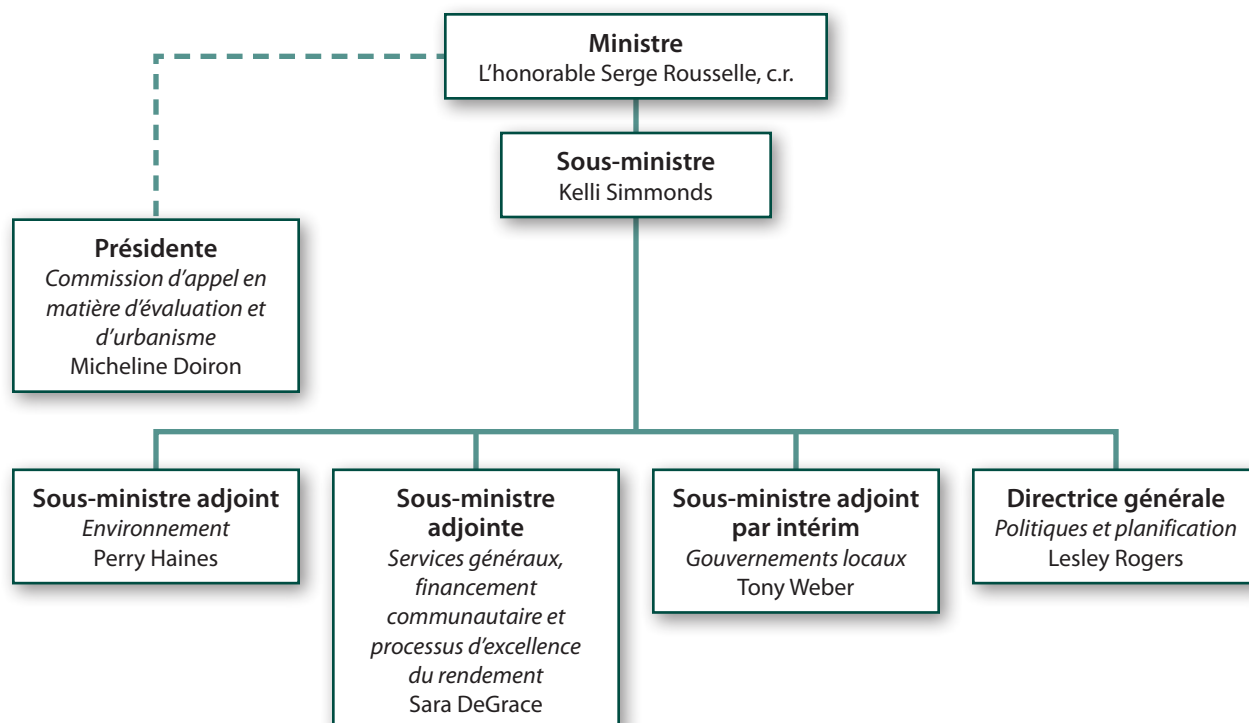 Ministre
L'honorable Serge Rousselle, c.r.
Sous-ministre
Kelli Simmonds
Présidente
Commission d'appel en
matière d'évaluation et
d'urbanisme
Micheline Doiron
Sous-ministre adjoint
Environnement
Perry Haines
Sous-ministre
adjointe
Services généraux,
financement
communautaire et
processus d'excellence
du rendement
Sara DeGrace
Sous-ministre adjoint
par intérim
Gouvernements locaux
Tony Weber
Directrice générale
Politiques et planification
Lesley Rogers